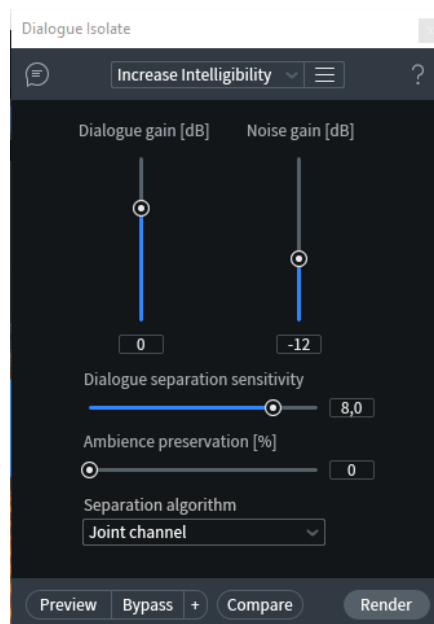 Dialogue Isolate
Increase Intelligibility
?
Dialogue gain [dB] Noise gain [dB]
0 -12
Dialogue separation sensitivity
8,0
Ambience preservation [%]
0
Separation algorithm
Joint channel
Preview Bypass + Compare Render